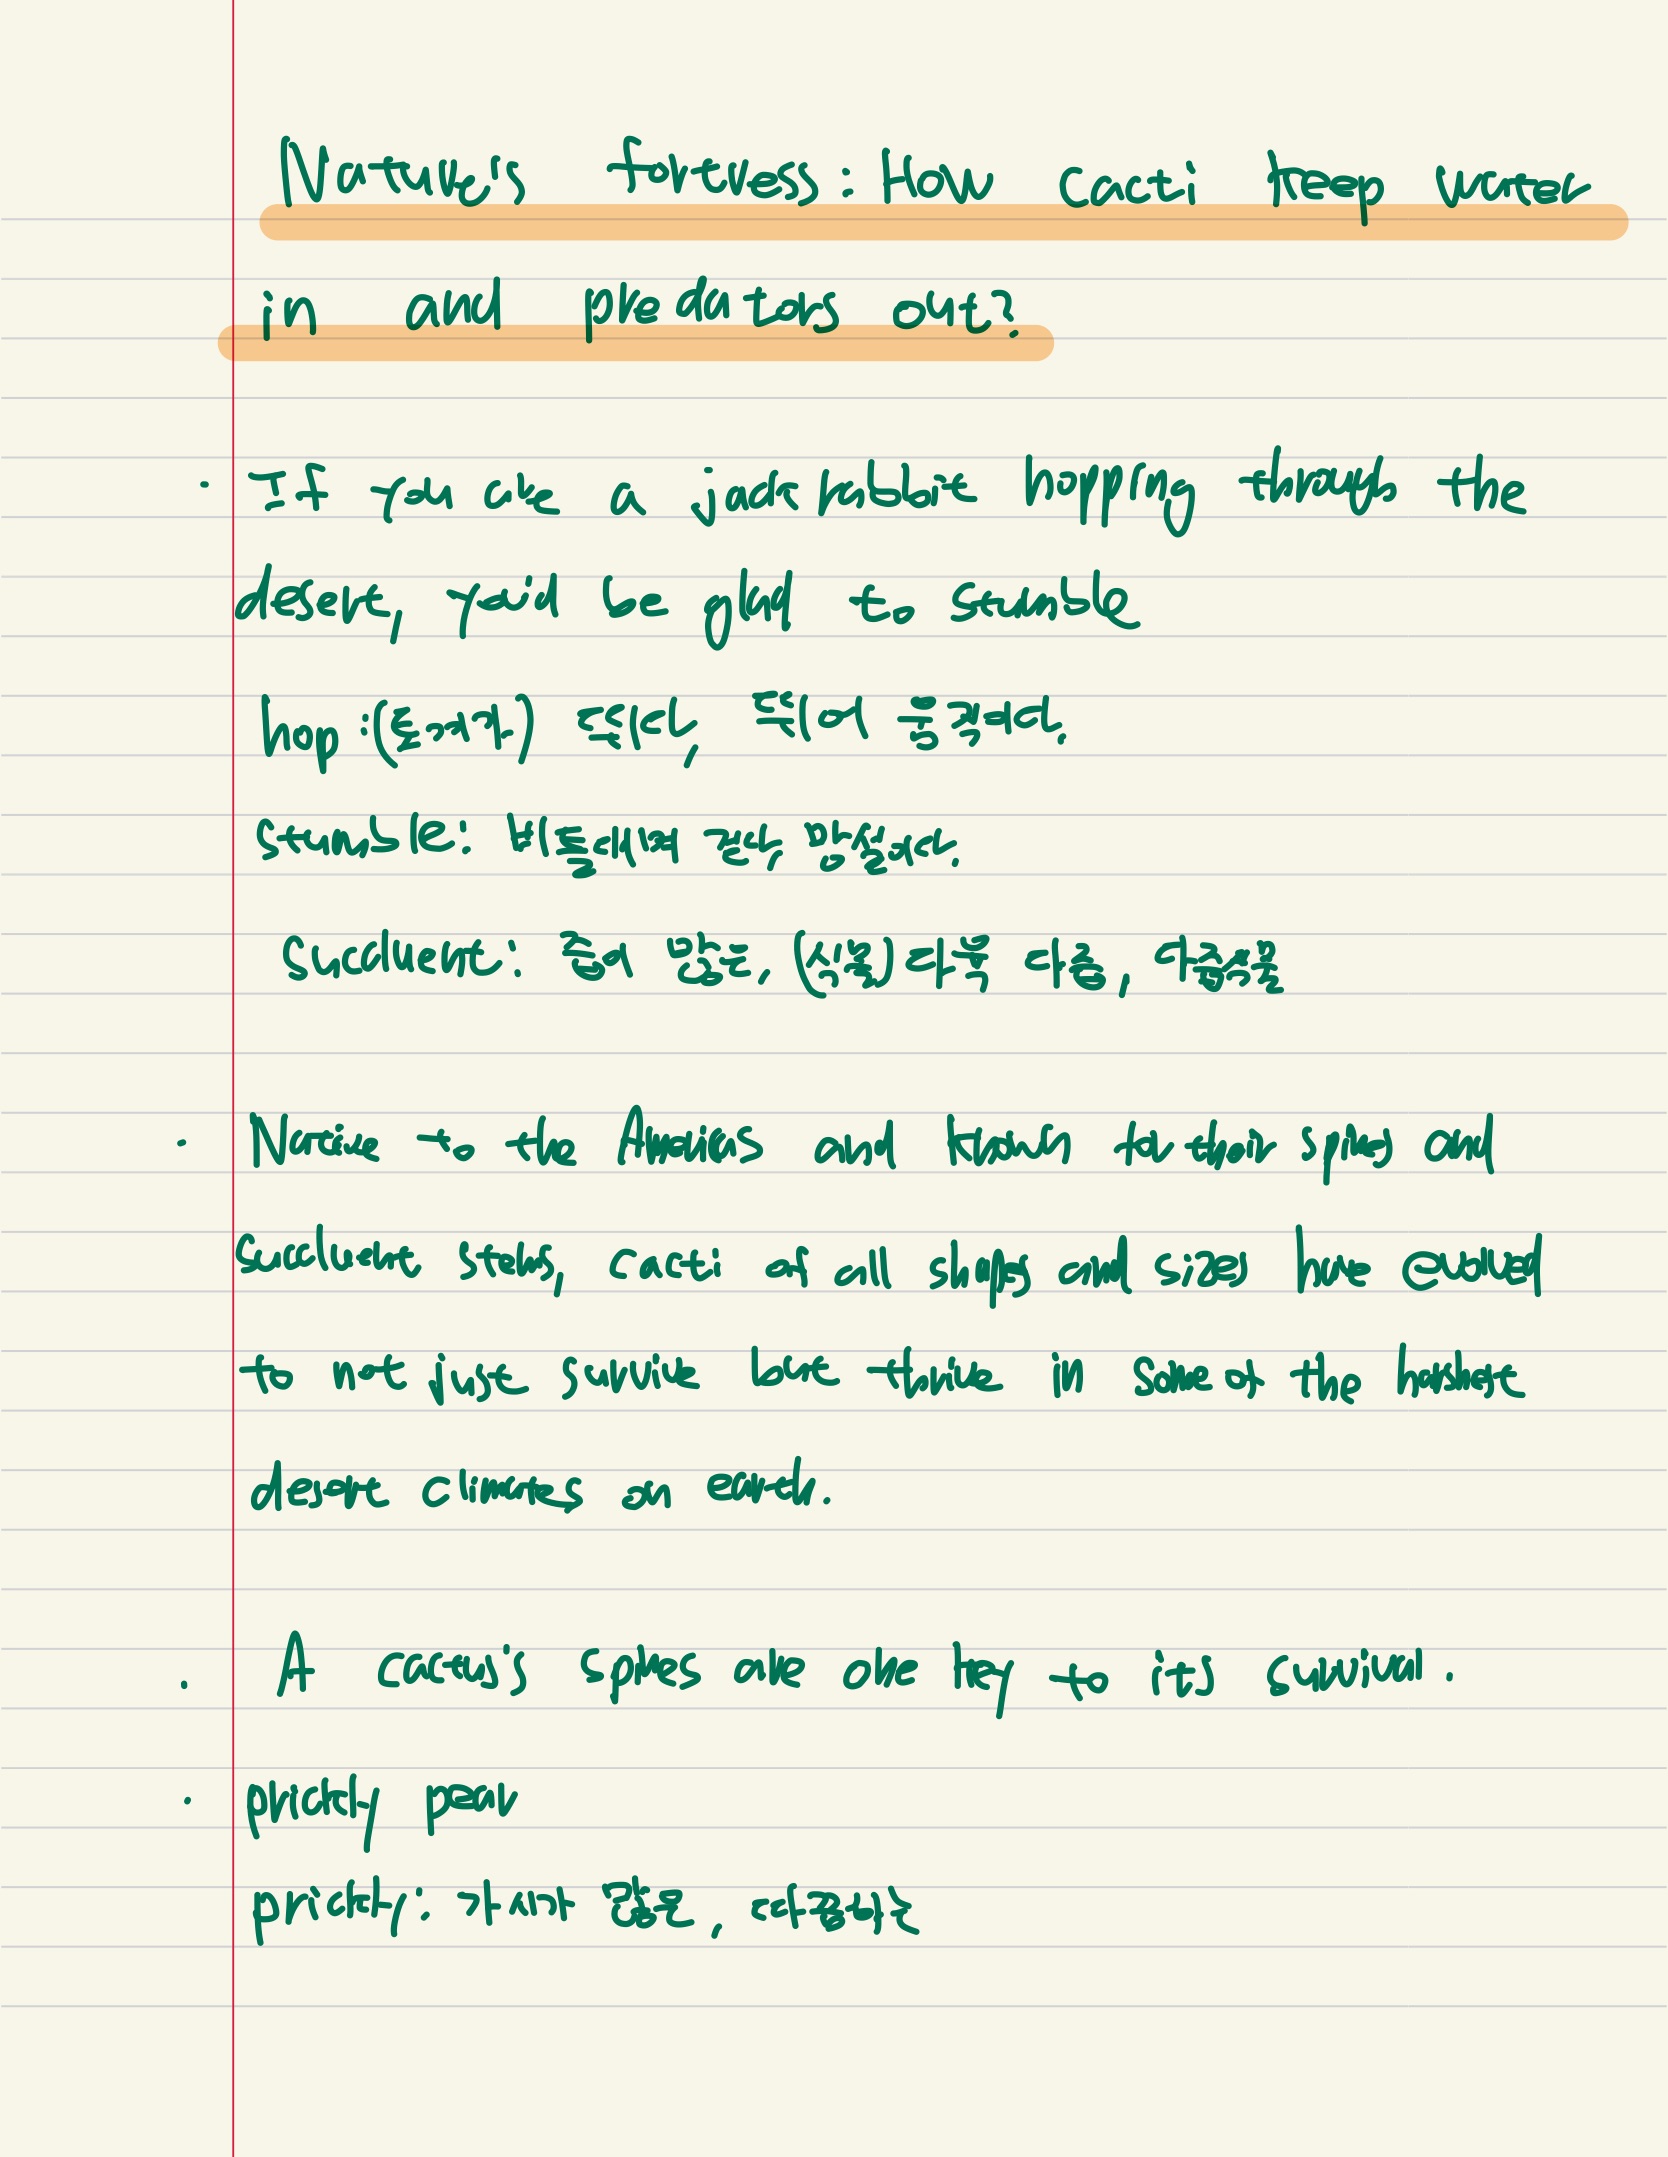 Nature's fortress: How cacti keep water
in and predators out?
· If you are a jackrabbit hopping through the
desert, you'd be glad to stumble
hop :(토끼가) 뛰다, 뛰어 움직이다.
stumble: 비틀대며 걷다, 망설이다.
Succluent: 즙이 많은, (식물) 다육 다즙, 다즙식물
· Native to the Americas and known for their spines and
succluent stems, cacti of all shapes and sizes have evolved
to not just survive but thrive in some of the harshest
desert climates on earth.
· A cactus's spines are one key to its survival.
· prickly pear
prickly: 가시가 많은, 따끔하는